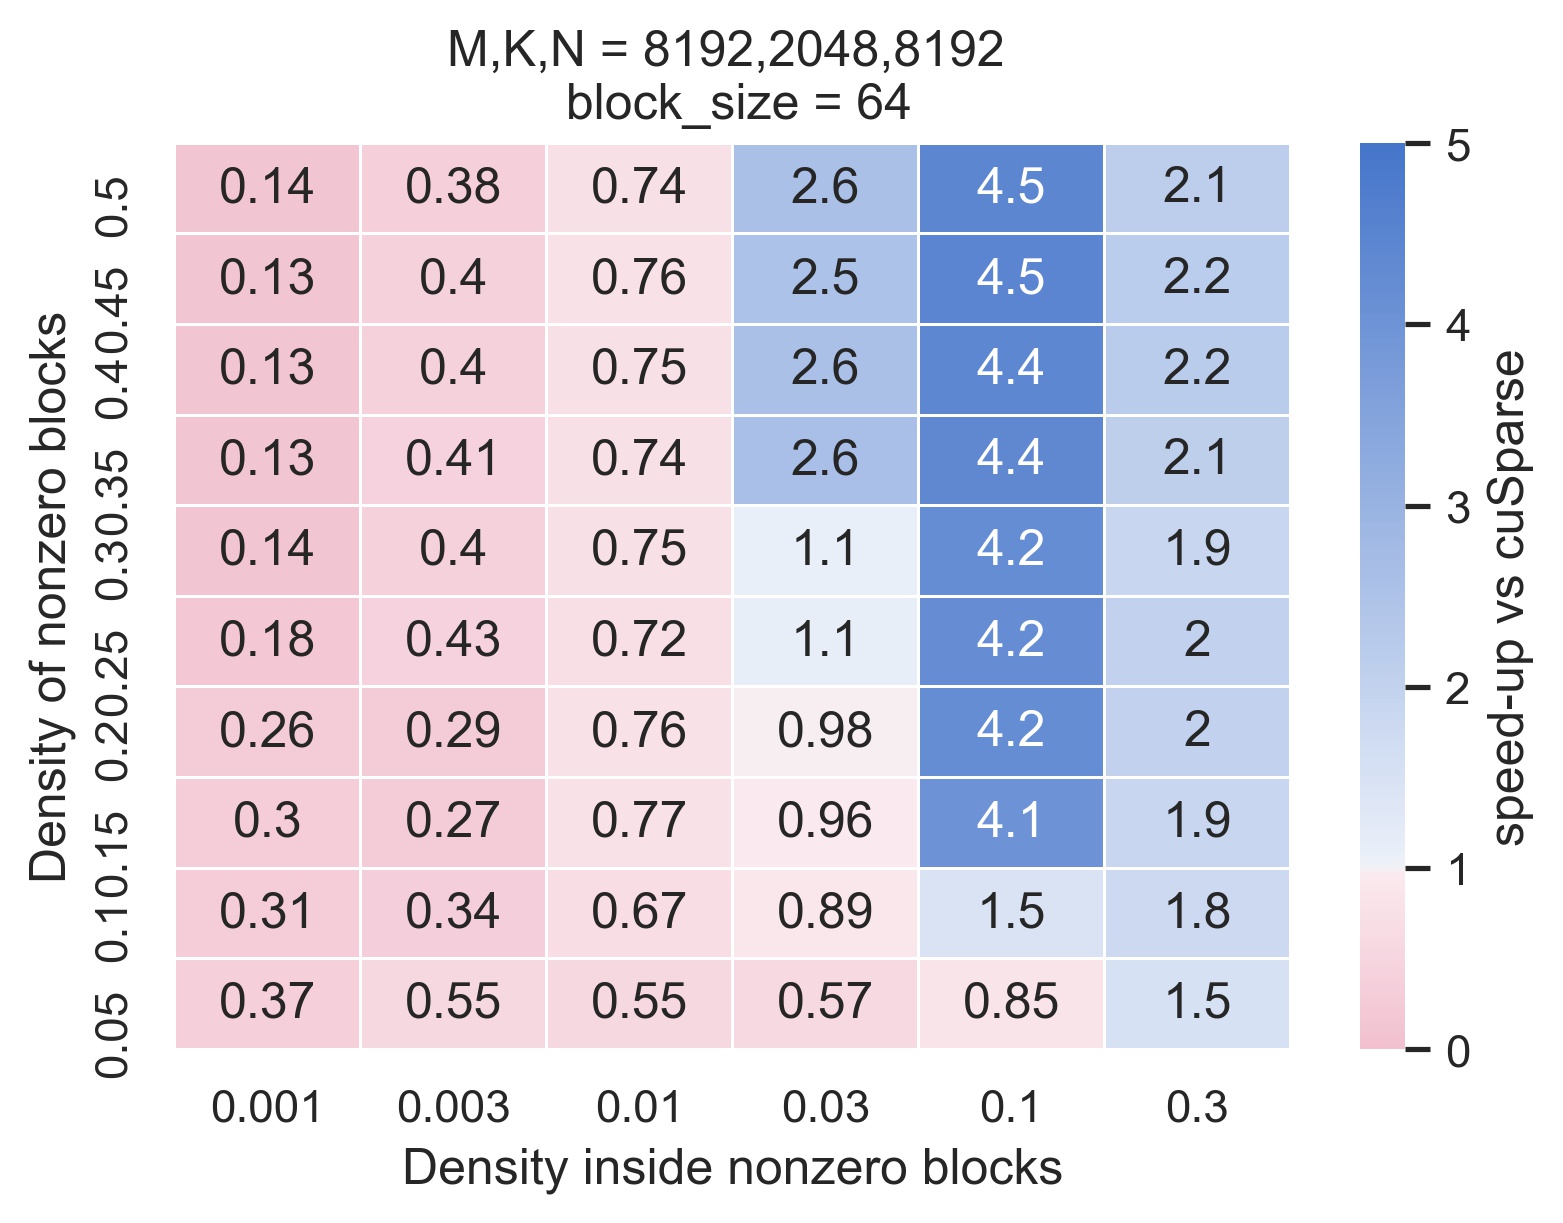 M,K,N = 8192,2048,8192
block_size = 64
Density of nonzero blocks
0.5 0.14 0.38 0.74 2.6 4.5 2.1
0.45 0.13 0.4 0.76 2.5 4.5 2.2
0.4 0.13 0.4 0.75 2.6 4.4 2.2
0.35 0.13 0.41 0.74 2.6 4.4 2.1
0.30 0.14 0.4 0.75 1.1 4.2 1.9
0.25 0.18 0.43 0.72 1.1 4.2 2
0.20 0.26 0.29 0.76 0.98 4.2 2
0.15 0.3 0.27 0.77 0.96 4.1 1.9
0.10 0.31 0.34 0.67 0.89 1.5 1.8
0.05 0.37 0.55 0.55 0.57 0.85 1.5
0.001 0.003 0.01 0.03 0.1 0.3
Density inside nonzero blocks
5
4
3
2
1
0
speed-up vs cuSparse